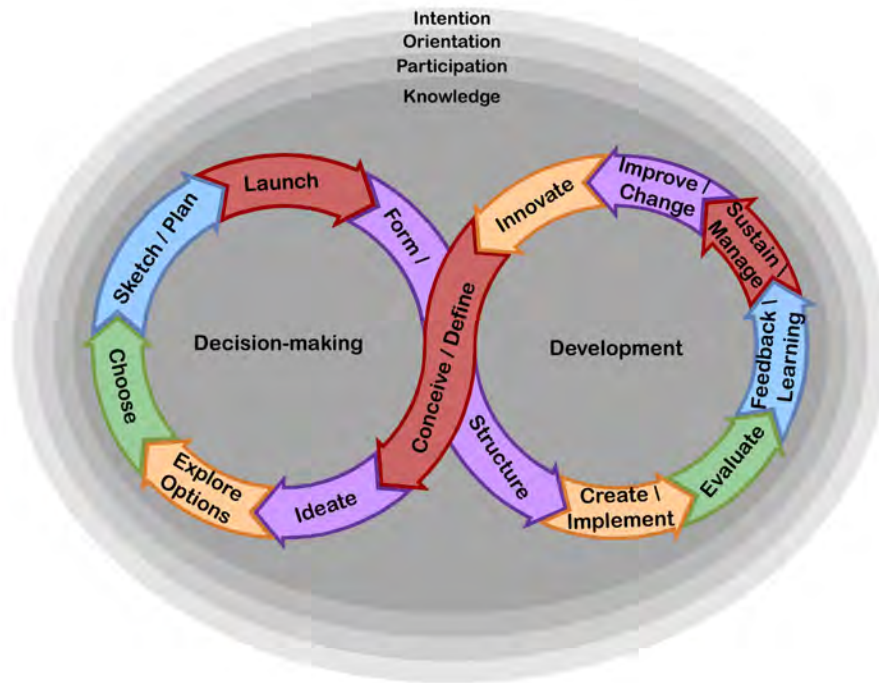 Intention
Orientation
Participation
Knowledge
Launch
Form /
Sketch / Plan
Choose
Explore
Options
Ideate
Conceive / Define
Decision-making
Innovate
Improve /
Change
Sustain /
Manage
Feedback \
Learning
Evaluate
Create \
Implement
Structure
Development